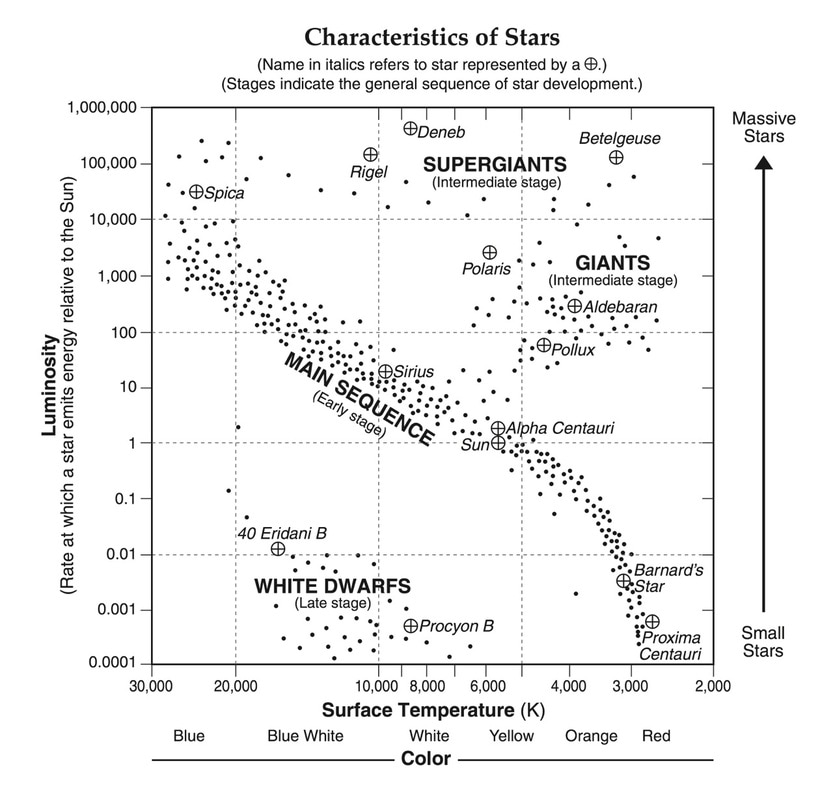 Characteristics of Stars
(Name in italics refers to star represented by a ⊕.)
(Stages indicate the general sequence of star development.)
Luminosity
(Rate at which a star emits energy relative to the Sun)
1,000,000
100,000
10,000
1,000
100
10
1
0.1
0.01
0.001
0.0001
Deneb
Betelgeuse
Rigel
SUPERGIANTS
(Intermediate stage)
Spica
Polaris
GIANTS
(Intermediate stage)
Aldebaran
Pollux
MAIN SEQUENCE
(Early stage)
Sirius
Alpha Centauri
Sun
40 Eridani B
WHITE DWARFS
(Late stage)
Procyon B
Barnard's
Star
Proxima
Centauri
Massive
Stars
Small
Stars
30,000 20,000 10,000 8,000 6,000 4,000 3,000 2,000
Surface Temperature (K)
Blue Blue White White Yellow Orange Red
Color